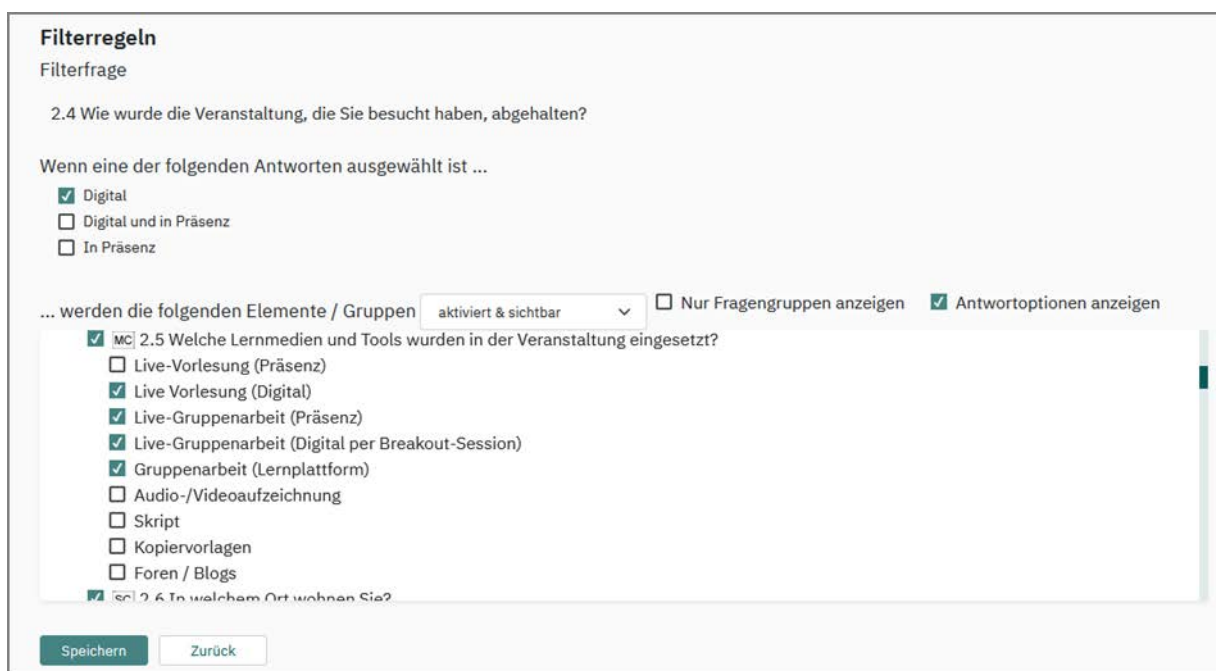 Filterregeln
Filterfrage
2.4 Wie wurde die Veranstaltung, die Sie besucht haben, abgehalten?
Wenn eine der folgenden Antworten ausgewählt ist ...
Digital
Digital und in Präsenz
In Präsenz
... werden die folgenden Elemente / Gruppen aktiviert & sichtbar Nur Fragengruppen anzeigen Antwortoptionen anzeigen
MC 2.5 Welche Lernmedien und Tools wurden in der Veranstaltung eingesetzt?
Live-Vorlesung (Präsenz)
Live Vorlesung (Digital)
Live-Gruppenarbeit (Präsenz)
Live-Gruppenarbeit (Digital per Breakout-Session)
Gruppenarbeit (Lernplattform)
Audio-/Videoaufzeichnung
Skript
Kopiervorlagen
Foren / Blogs
SC 2.6 In welchem Ort wohnen Sie?
Speichern Zurück